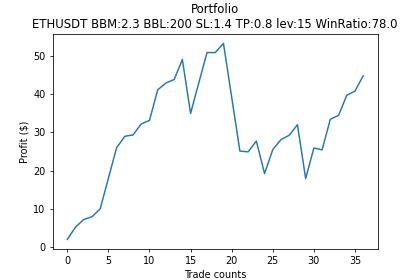 Portfolio
ETHUSDT BBM:2.3 BBL:200 SL:1.4 TP:0.8 lev:15 WinRatio:78.0
Profit ($)
50
40
30
20
10
0
0 5 10 15 20 25 30 35
Trade counts